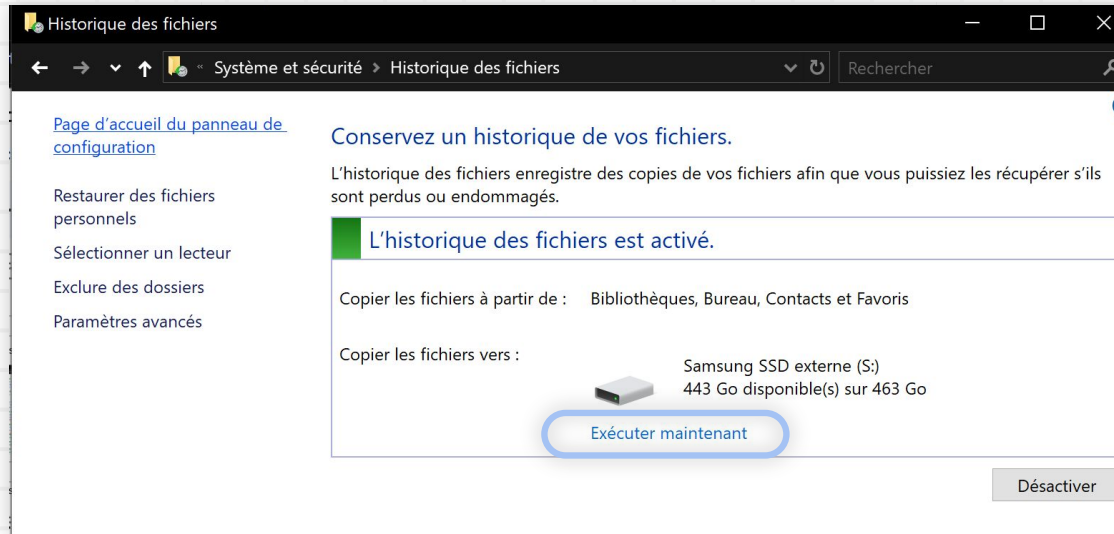 Historique des fichiers
« Système et sécurité > Historique des fichiers
Rechercher
Page d’accueil du panneau de
configuration
Restaurer des fichiers
personnels
Sélectionner un lecteur
Exclure des dossiers
Paramètres avancés
Conservez un historique de vos fichiers.
L’historique des fichiers enregistre des copies de vos fichiers afin que vous puissiez les récupérer s’ils
sont perdus ou endommagés.
L’historique des fichiers est activé.
Copier les fichiers à partir de : Bibliothèques, Bureau, Contacts et Favoris
Copier les fichiers vers :
Samsung SSD externe (S:)
443 Go disponible(s) sur 463 Go
Exécuter maintenant
Désactiver